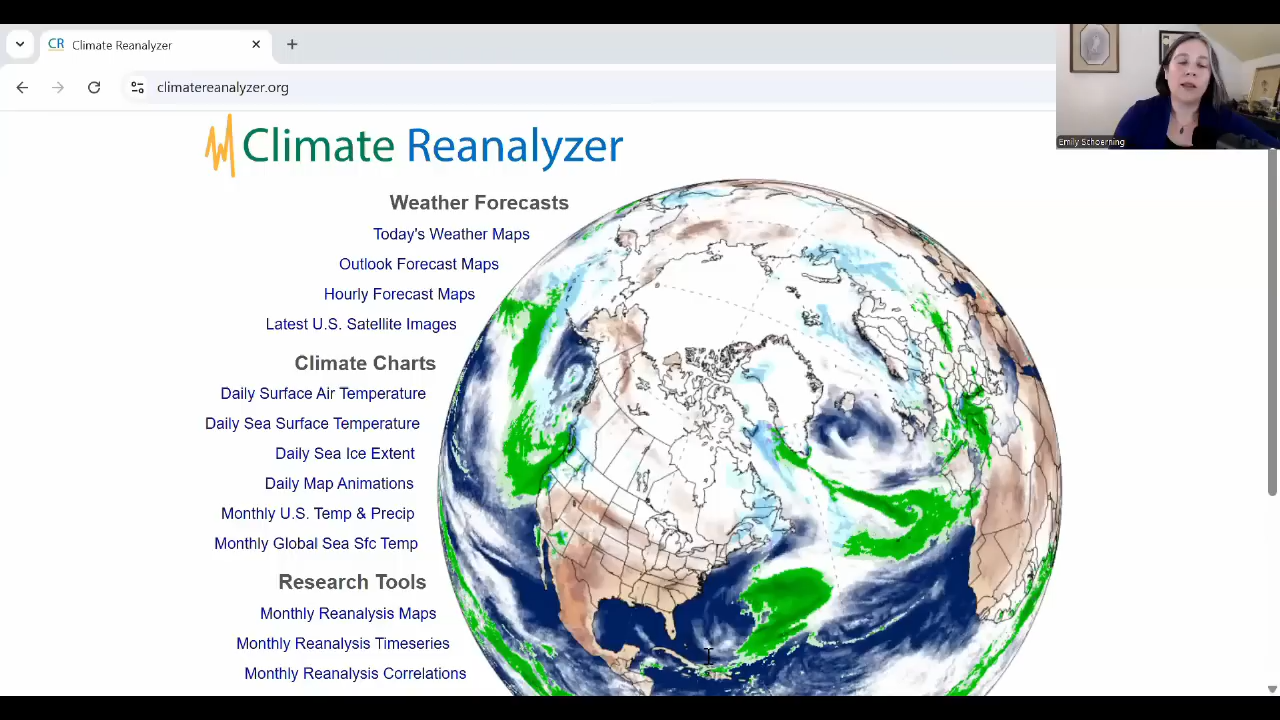 CR Climate Reanalyzer
climatereanalyzer.org
Emily Schoerning
Climate Reanalyzer
Weather Forecasts
Today's Weather Maps
Outlook Forecast Maps
Hourly Forecast Maps
Latest U.S. Satellite Images
Climate Charts
Daily Surface Air Temperature
Daily Sea Surface Temperature
Daily Sea Ice Extent
Daily Map Animations
Monthly U.S. Temp & Precip
Monthly Global Sea Sfc Temp
Research Tools
Monthly Reanalysis Maps
Monthly Reanalysis Timeseries
Monthly Reanalysis Correlations